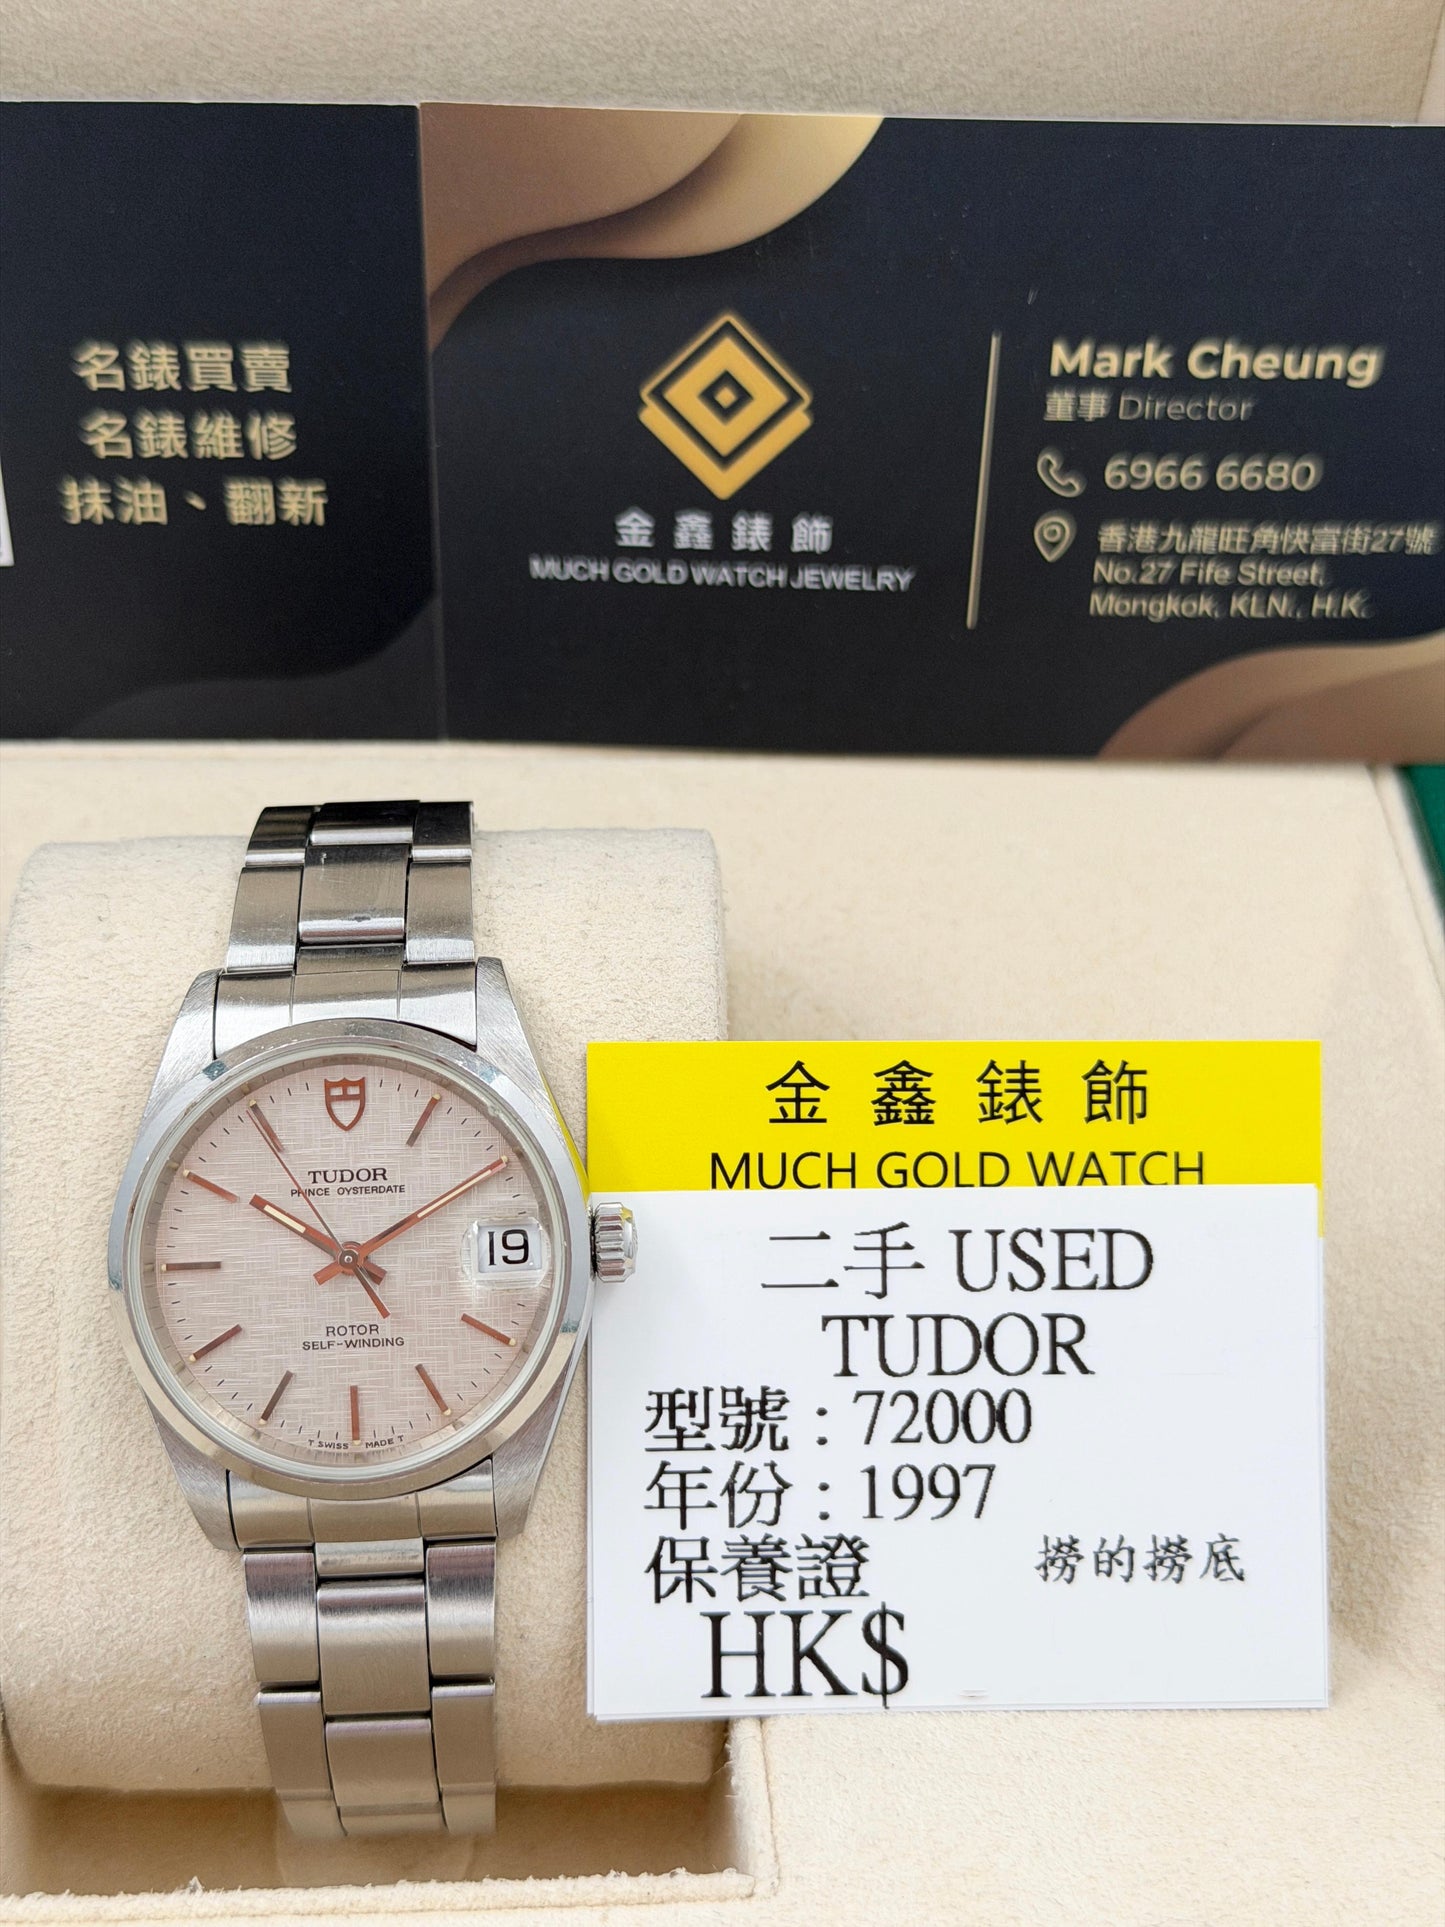 名錶買賣
名錶維修
抹油、翻新
金鑫錶飾
MUCH GOLD WATCH JEWELRY
Mark Cheung
董事 Director
6966 6680
香港九龍旺角快富街27號
No.27 Fife Street,
Mongkok, KLN., H.K.
TUDOR
PRINCE OYSTERDATE
19
ROTOR
SELF-WINDING
T SWISS MADE T
金鑫錶飾
MUCH GOLD WATCH
二手 USED
TUDOR
型號：72000
年份：1997
保養證 撈的撈底
HK$